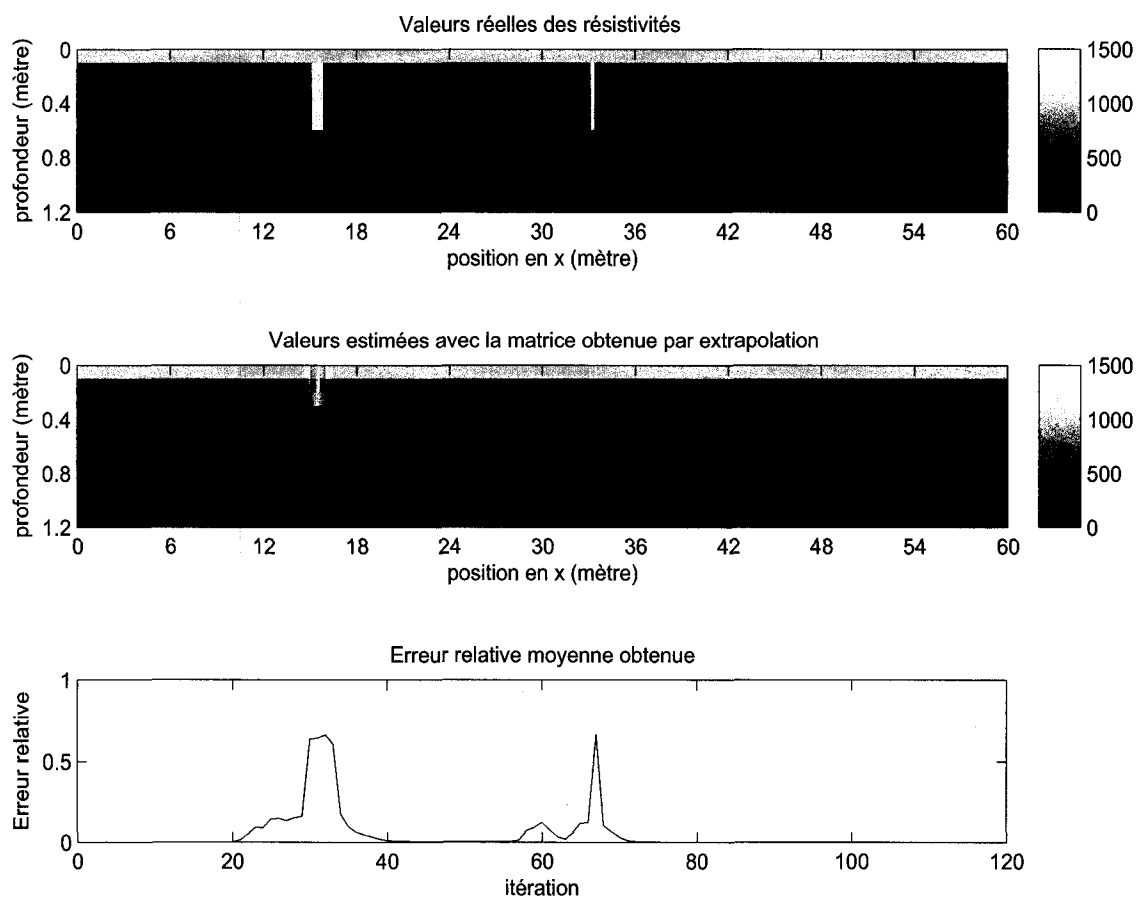 Valeurs réelles des résistivités
profondeur (mètre)
0
0.4
0.8
1.2
0 6 12 18 24 30 36 42 48 54 60
position en x (mètre)
1500
1000
500
0
Valeurs estimées avec la matrice obtenue par extrapolation
profondeur (mètre)
0
0.4
0.8
1.2
0 6 12 18 24 30 36 42 48 54 60
position en x (mètre)
1500
1000
500
0
Erreur relative moyenne obtenue
Erreur relative
1
0.5
0
0 20 40 60 80 100 120
itération